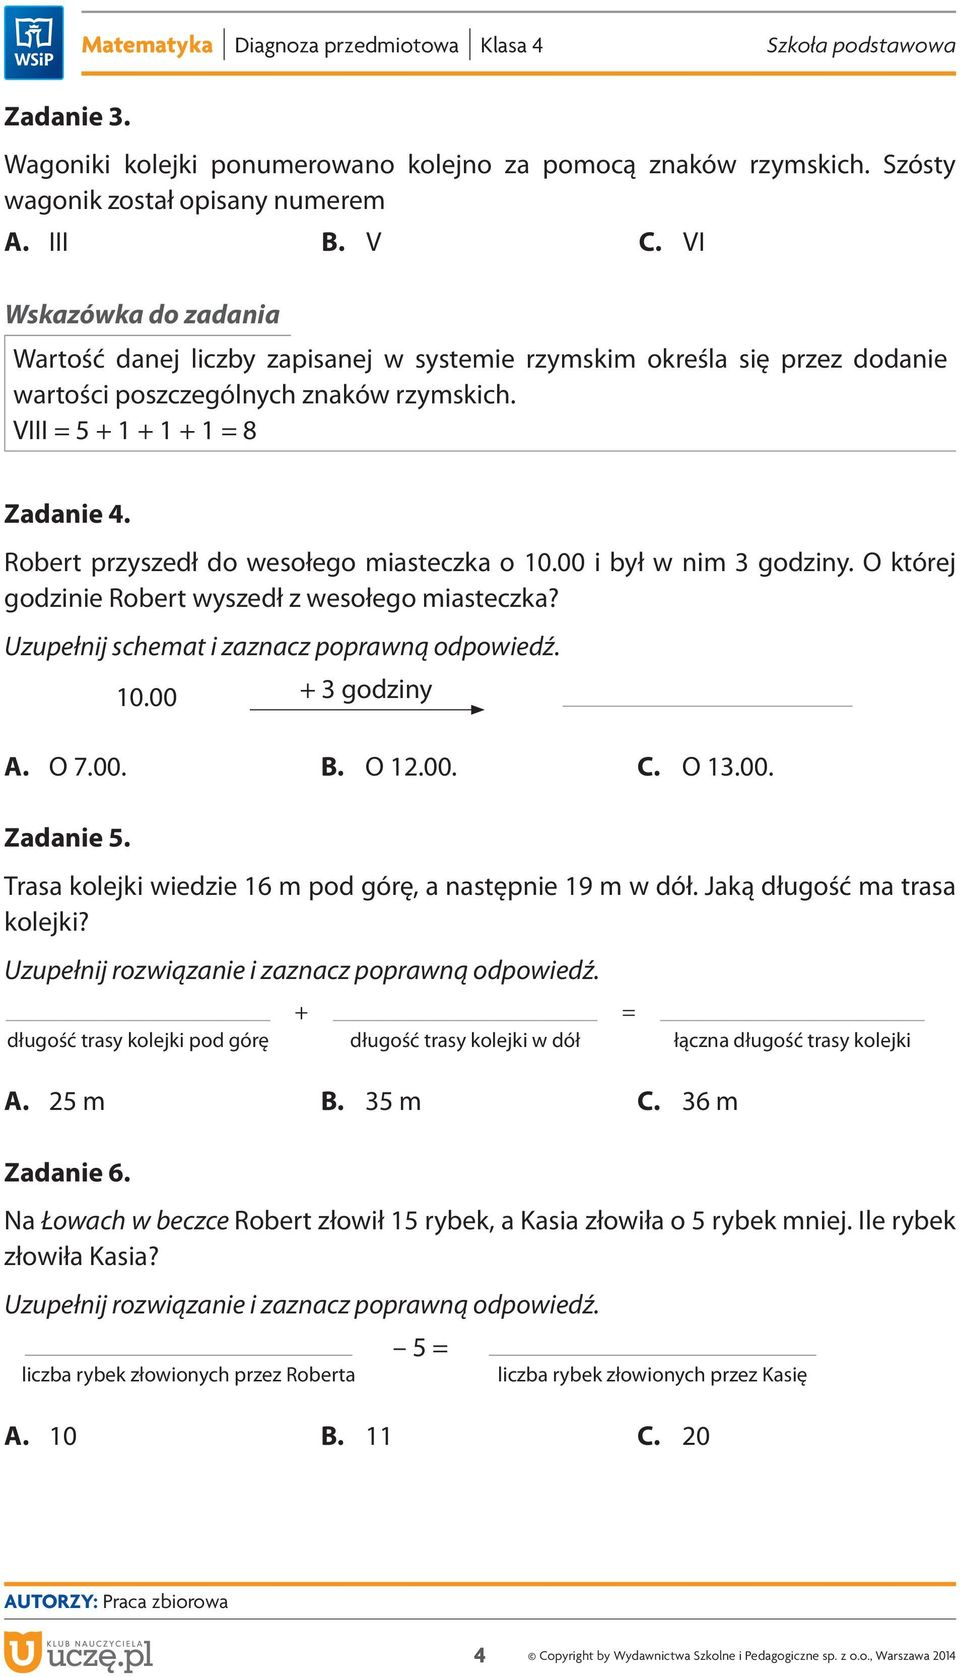 WSiP
Matematyka | Diagnoza przedmiotowa | Klasa 4 Szkoła podstawowa
Zadanie 3.
Wagoniki kolejki ponumerowano kolejno za pomocą znaków rzymskich. Szósty
wagonik został opisany numerem
A. III B. V C. VI
Wskazówka do zadania
Wartość danej liczby zapisanej w systemie rzymskim określa się przez dodanie
wartości poszczególnych znaków rzymskich.
VIII = 5 + 1 + 1 + 1 = 8
Zadanie 4.
Robert przyszedł do wesołego miasteczka o 10.00 i był w nim 3 godziny. O której
godzinie Robert wyszedł z wesołego miasteczka?
Uzupełnij schemat i zaznacz poprawną odpowiedź.
10.00 + 3 godziny
A. O 7.00. B. O 12.00. C. O 13.00.
Zadanie 5.
Trasa kolejki wiedzie 16 m pod górę, a następnie 19 m w dół. Jaką długość ma trasa
kolejki?
Uzupełnij rozwiązanie i zaznacz poprawną odpowiedź.
+ =
długość trasy kolejki pod górę długość trasy kolejki w dół łączna długość trasy kolejki
A. 25 m B. 35 m C. 36 m
Zadanie 6.
Na Łowach w beczce Robert złowił 15 rybek, a Kasia złowiła o 5 rybek mniej. Ile rybek
złowiła Kasia?
Uzupełnij rozwiązanie i zaznacz poprawną odpowiedź.
– 5 =
liczba rybek złowionych przez Roberta liczba rybek złowionych przez Kasię
A. 10 B. 11 C. 20
AUTORZY: Praca zbiorowa
KLUB NAUCZYCIELA
uczę.pl
4 © Copyright by Wydawnictwa Szkolne i Pedagogiczne sp. z o.o., Warszawa 2014